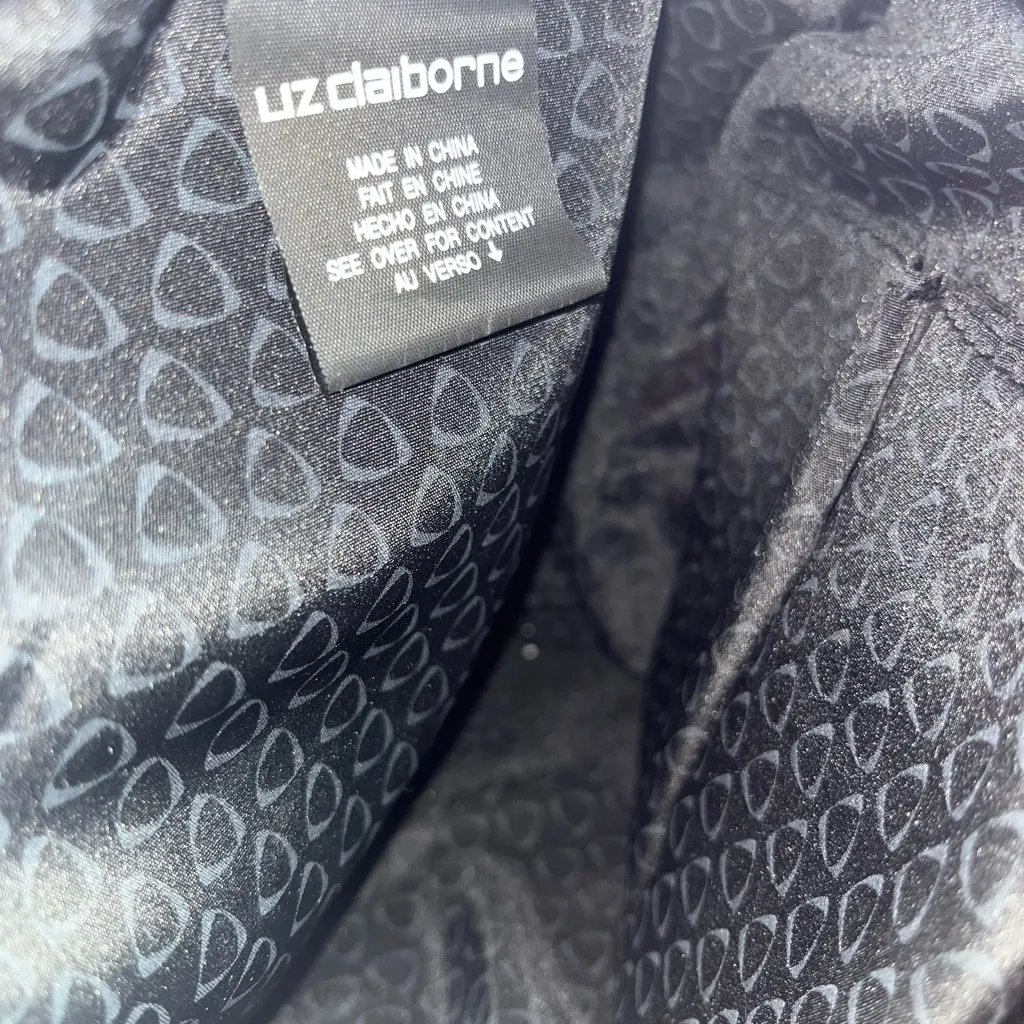 liz claiborne
MADE IN CHINA
FAIT EN CHINE
HECHO EN CHINA
SEE OVER FOR CONTENT
AU VERSO ↓